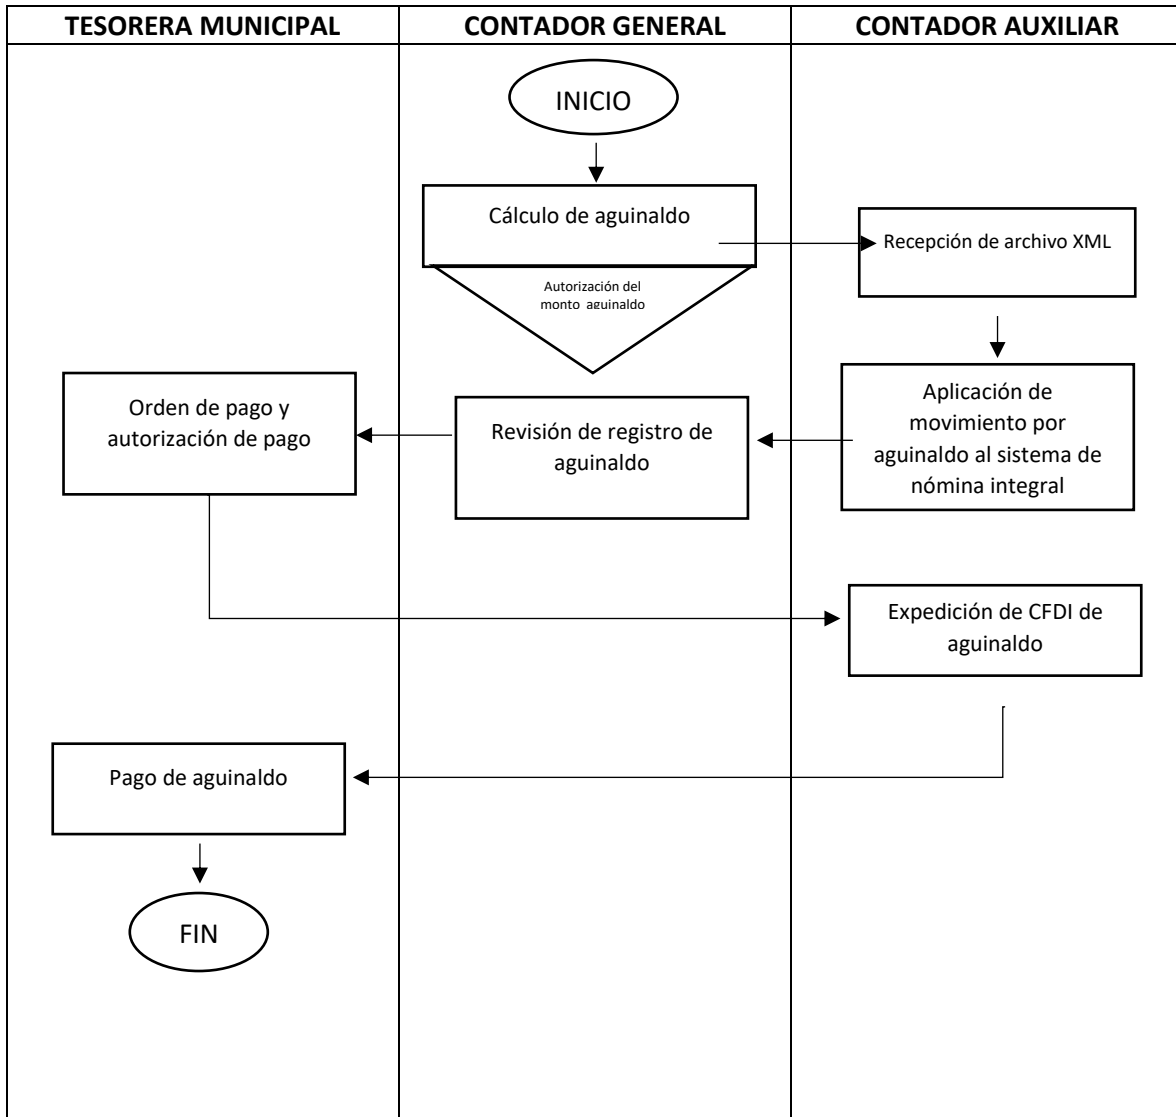 TESORERA MUNICIPAL
CONTADOR GENERAL
CONTADOR AUXILIAR
INICIO
Cálculo de aguinaldo
Recepción de archivo XML
Autorización del
monto aguinaldo
Aplicación de
movimiento por
aguinaldo al sistema de
nómina integral
Revisión de registro de
aguinaldo
Orden de pago y
autorización de pago
Expedición de CFDI de
aguinaldo
Pago de aguinaldo
FIN